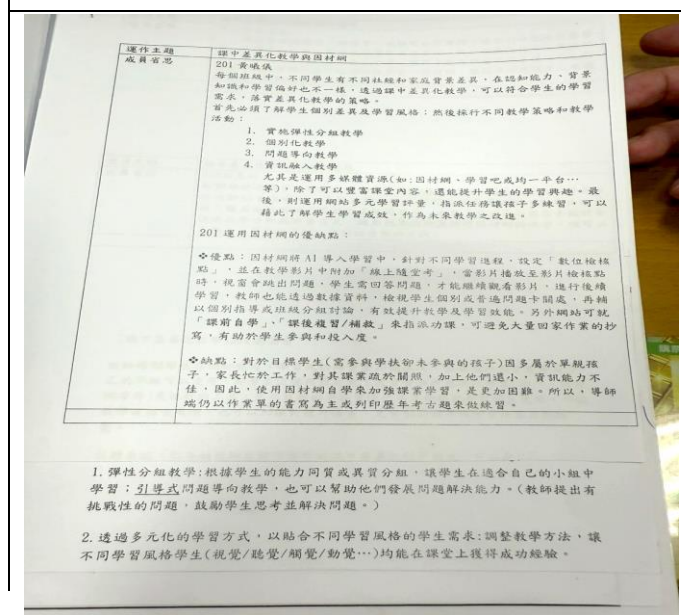 運作主題 課中差異化教學與因材網
成員省思 201 黃曦儀
每個班級中，不同學生有不同社經和家庭背景差異，在認知能力、背景
知識和學習偏好也不一樣，透過課中差異化教學，可以符合學生的學習
需求，落實差異化教學的策略。
首先必須了解學生個別差異及學習風格；然後採行不同教學策略和教學
活動：
1. 實施彈性分組教學
2. 個別化教學
3. 問題導向教學
4. 資訊融入教學
尤其是運用多媒體資源(如:因材網、學習吧或均一平台…
等)，除了可以豐富課堂內容，還能提升學生的學習興趣。最
後，則運用網站多元學習評量，指派任務讓孩子多練習，可以
藉此了解學生學習成效，作為未來教學之改進。
201 運用因材網的優缺點：
❖優點：因材網將 AI 導入學習中，針對不同學習進程，設定「數位檢核
點」，並在教學影片中附加「線上隨堂考」，當影片播放至影片檢核點
時，視窗會跳出問題，學生需回答問題，才能繼續觀看影片，進行後續
學習，教師也能透過數據資料，檢視學生個別或普遍問題卡關處，再輔
以個別指導或班級分組討論，有效提升教學及學習效能。另外網站可就
「課前自學」、「課後複習/補救」來指派功課，可避免大量回家作業的抄
寫，有助於學生參與和投入度。
❖缺點：對於目標學生(需參與學扶卻未參與的孩子)因多屬於單親孩
子，家長忙於工作，對其課業疏於關照，加上他們還小，資訊能力不
佳，因此，使用因材網自學來加強課業學習，是更加困難。所以，導師
端仍以作業單的書寫為主或列印歷年考古題來做練習。
1. 彈性分組教學:根據學生的能力同質或異質分組，讓學生在適合自己的小組中
學習；引導式問題導向教學，也可以幫助他們發展問題解決能力。(教師提出有
挑戰性的問題，鼓勵學生思考並解決問題。)
2. 透過多元化的學習方式，以貼合不同學習風格的學生需求:調整教學方法，讓
不同學習風格學生(視覺/聽覺/觸覺/動覺…)均能在課堂上獲得成功經驗。